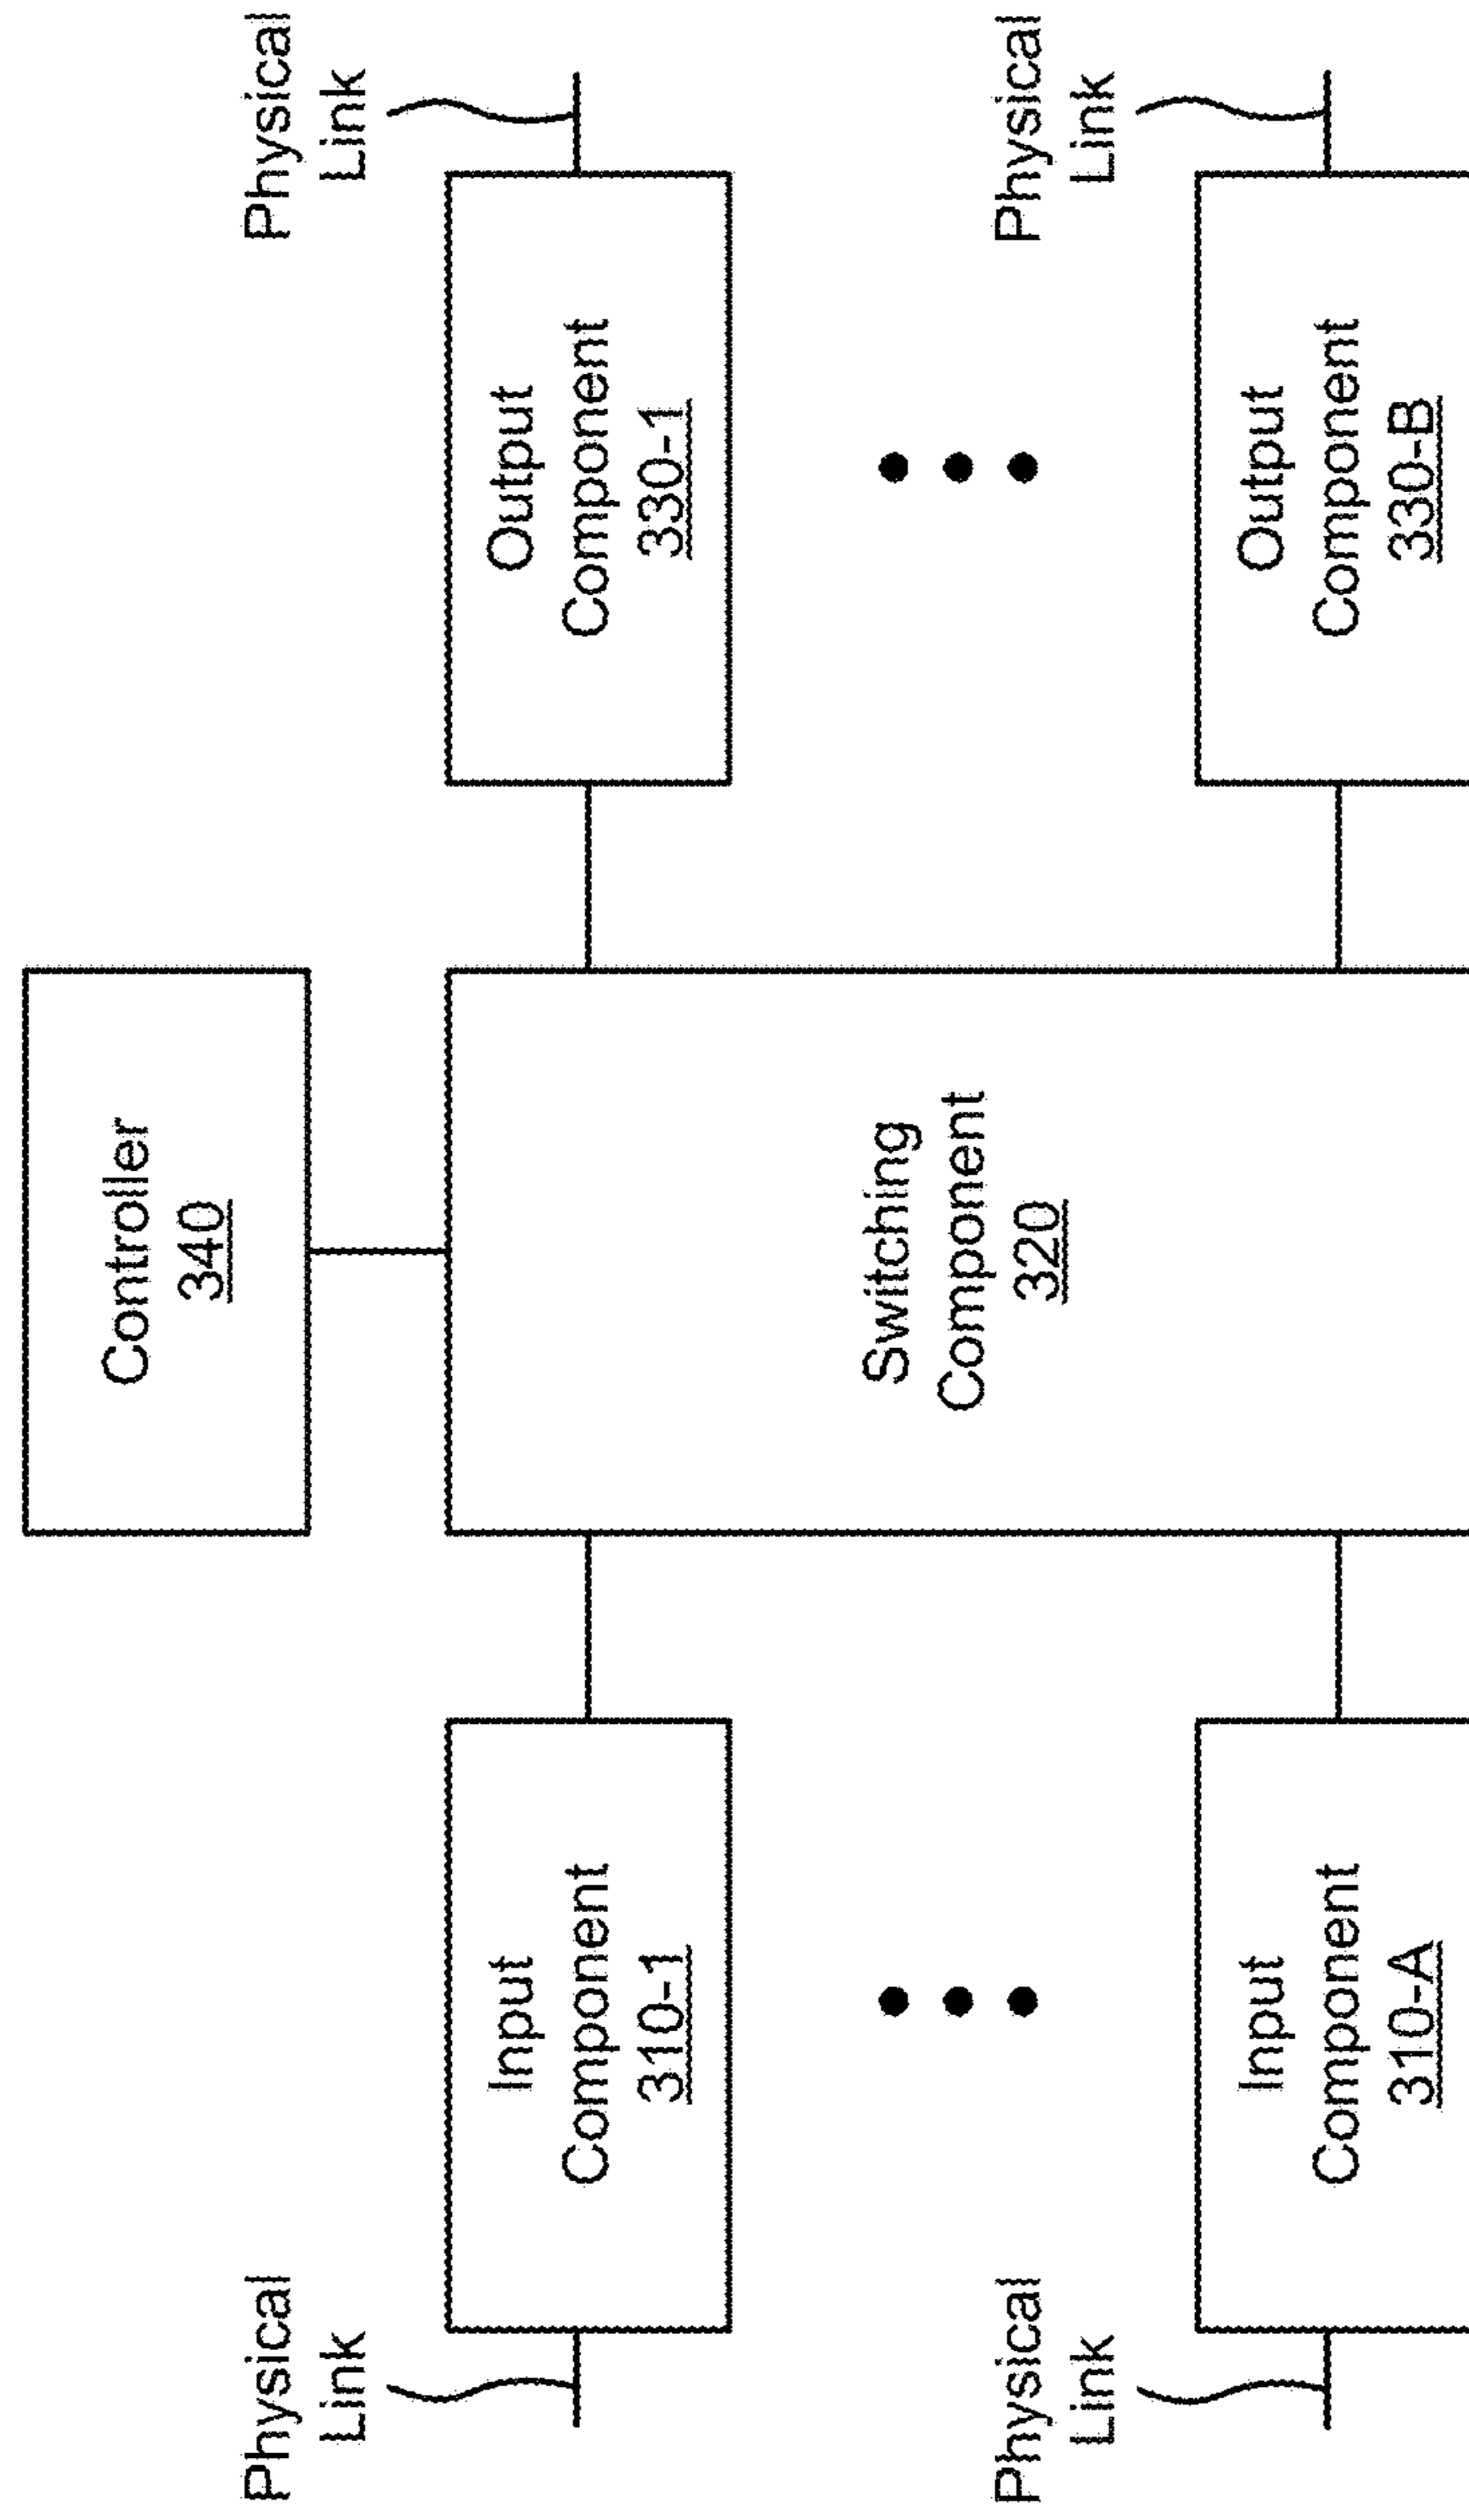 Controller
340
Physical
Link
Physical
Link
Input
Component
310-1
Output
Component
330-1
Switching
Component
320
Physical
Link
Physical
Link
Input
Component
310-A
Output
Component
330-B